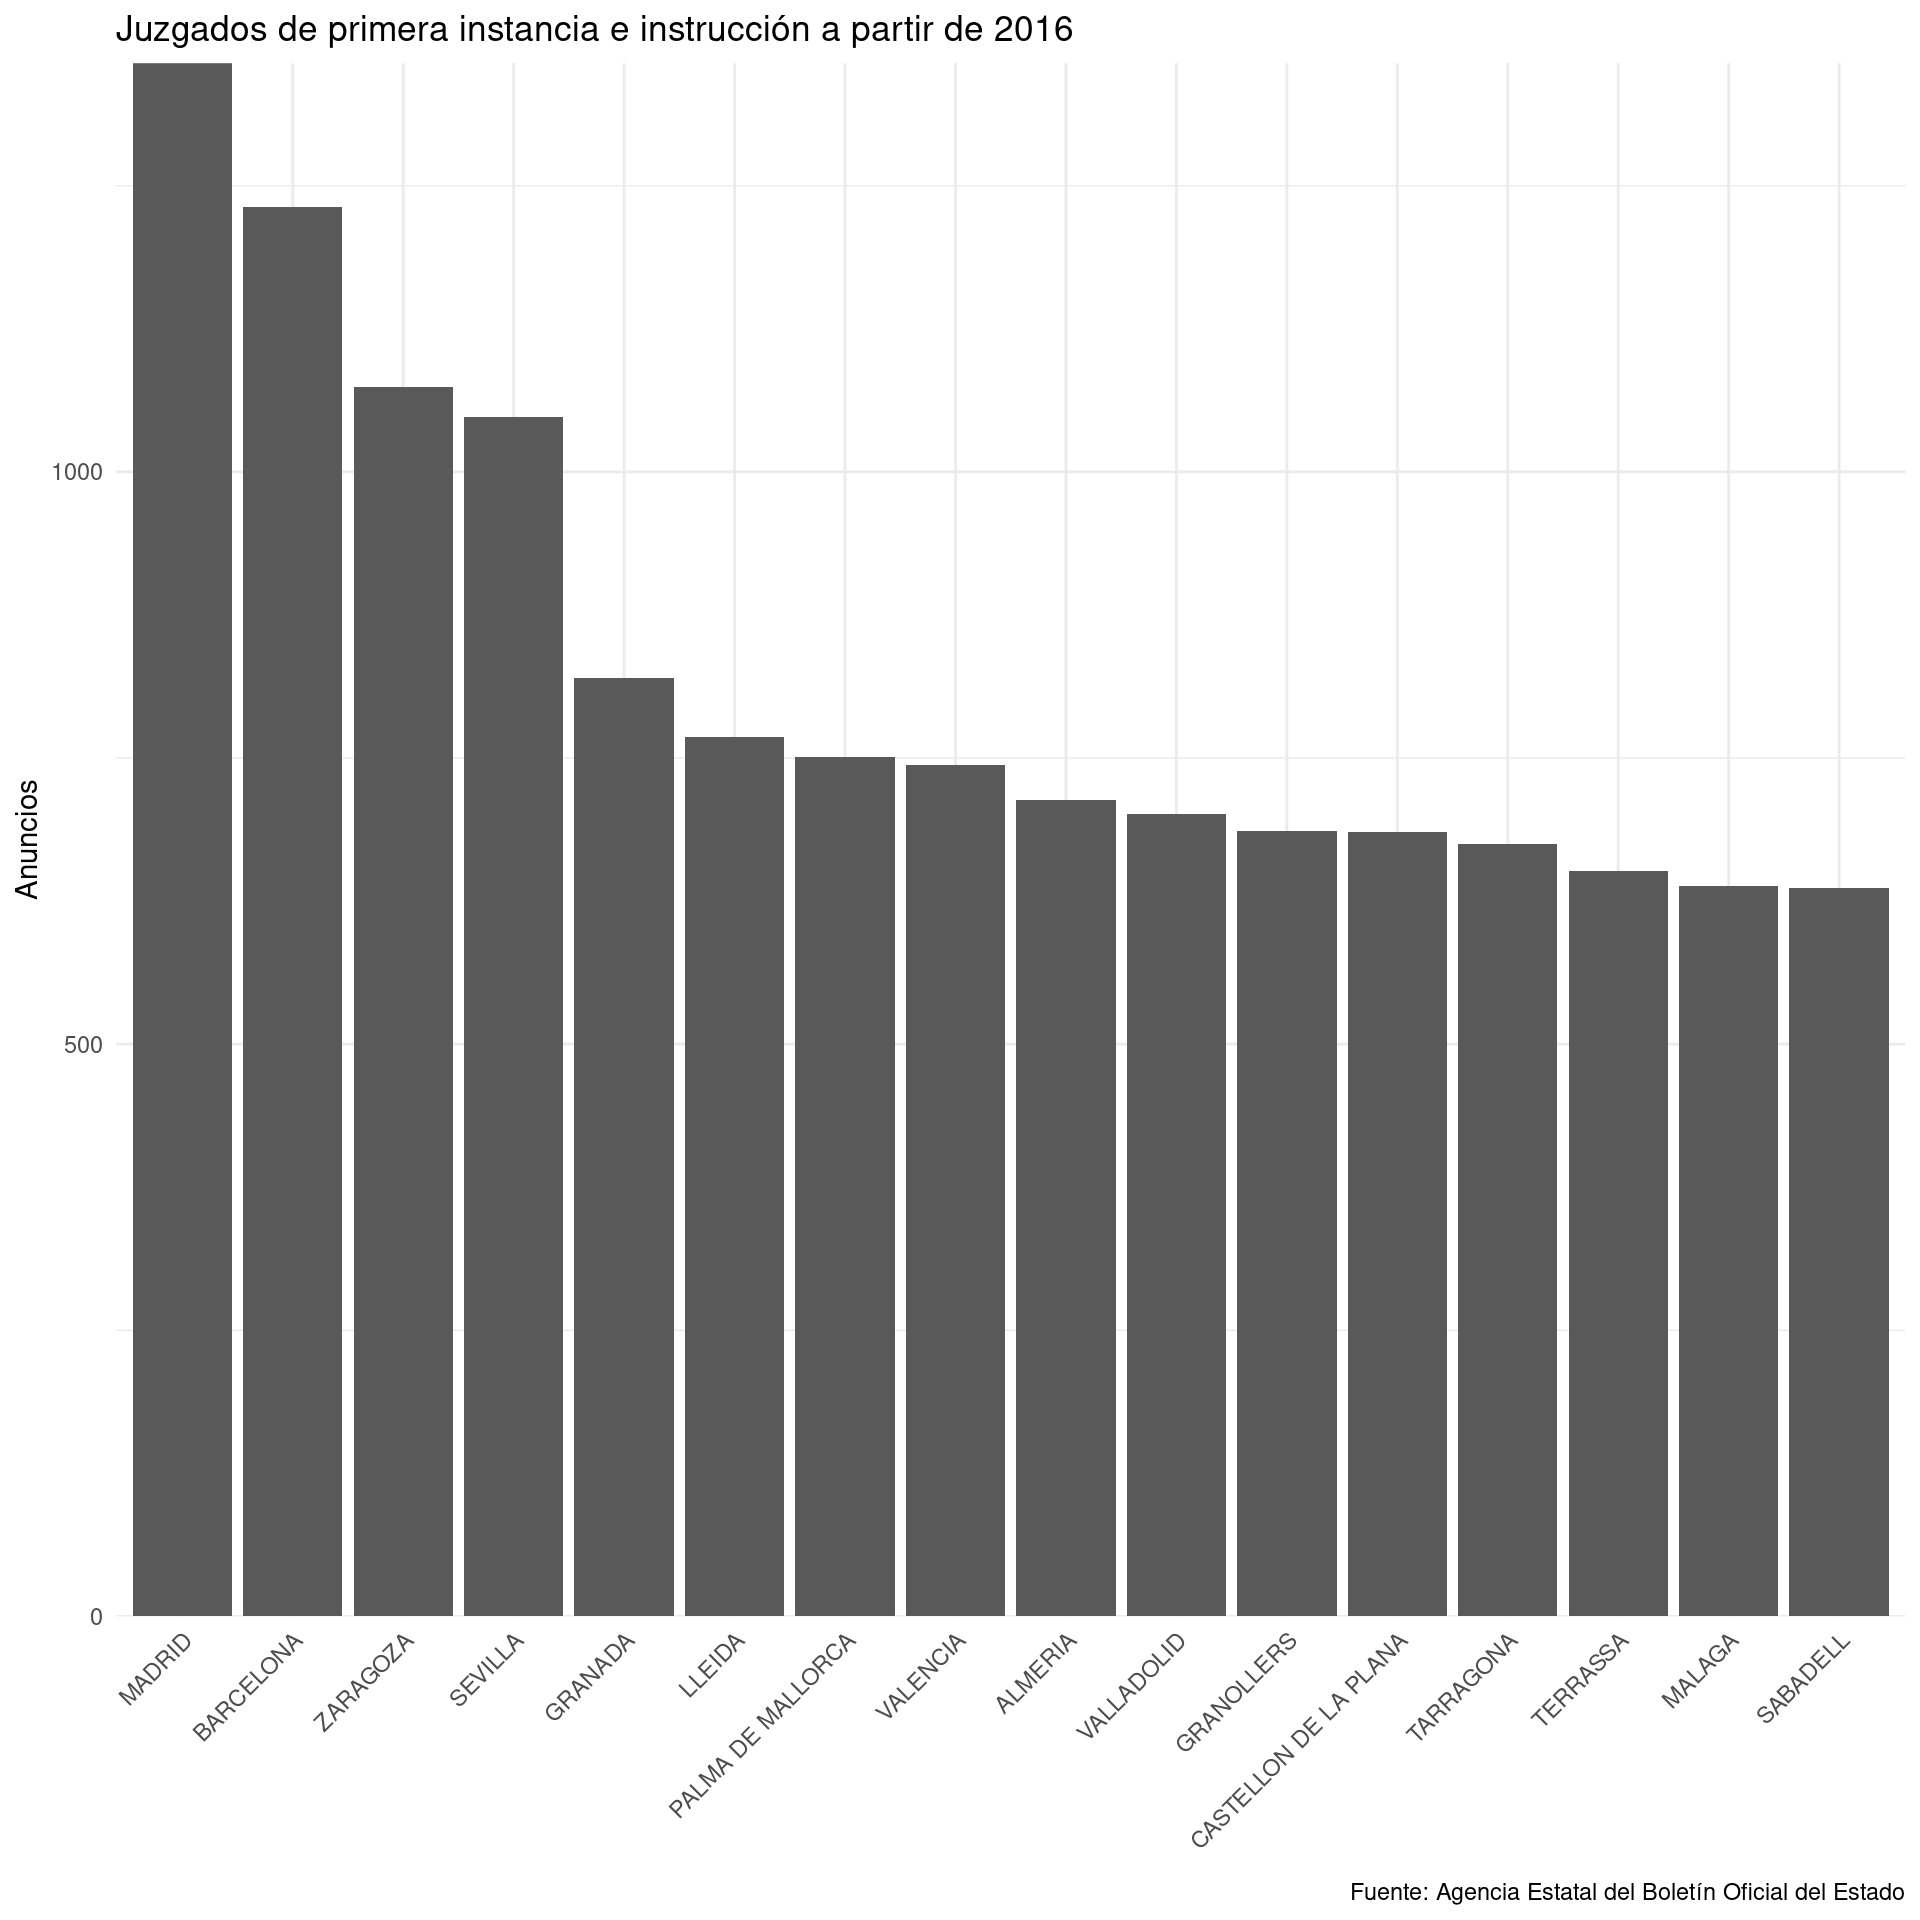 Juzgados de primera instancia e instrucción a partir de 2016
Anuncios
1000
500
0
MADRID
BARCELONA
ZARAGOZA
SEVILLA
GRANADA
LLEIDA
PALMA DE MALLORCA
VALENCIA
ALMERIA
VALLADOLID
GRANOLLERS
CASTELLON DE LA PLANA
TARRAGONA
TERRASSA
MALAGA
SABADELL
Fuente: Agencia Estatal del Boletín Oficial del Estado